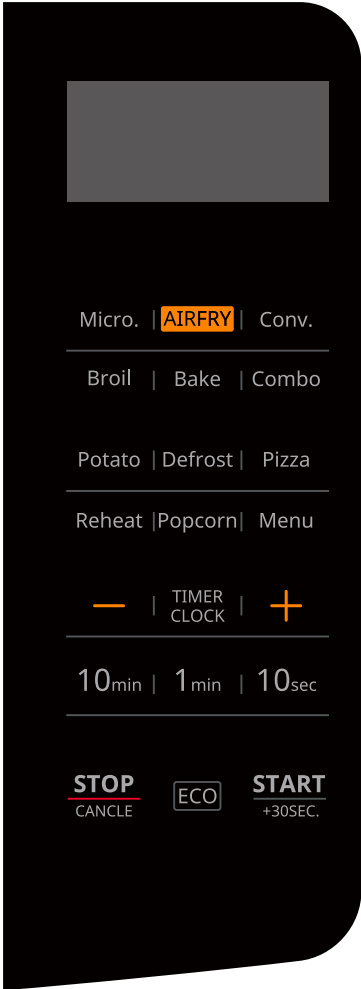 Micro. AIRFRY Conv.
Broil Bake Combo
Potato Defrost Pizza
Reheat Popcorn Menu
− TIMER +
CLOCK
10min 1min 10sec
STOP ECO START
CANCLE +30SEC.